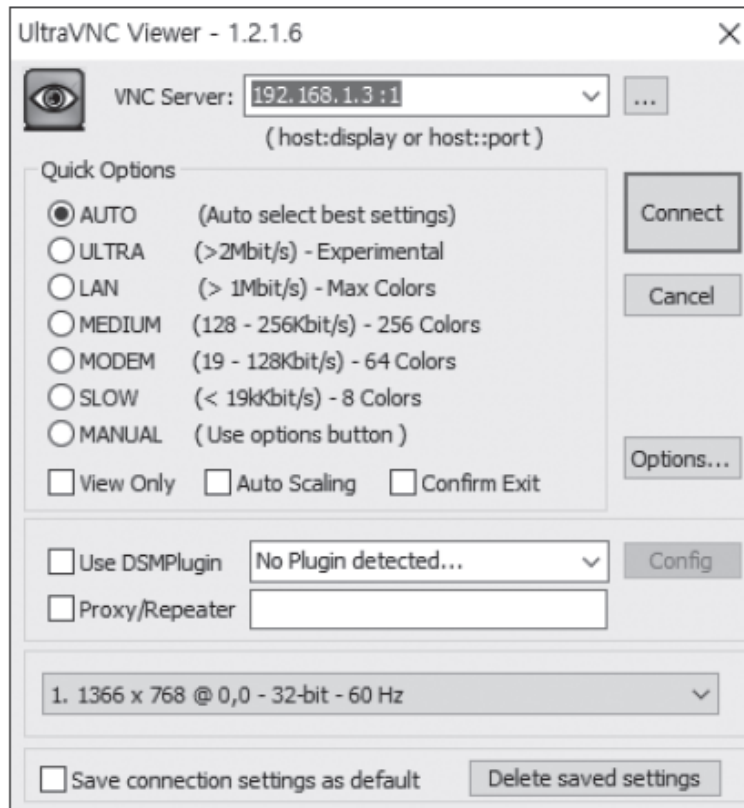 UltraVNC Viewer - 1.2.1.6
VNC Server: 192.168.1.3:1 ...
( host:display or host::port )
Quick Options
AUTO (Auto select best settings)
Connect
ULTRA (>2Mbit/s) - Experimental
LAN (> 1Mbit/s) - Max Colors
Cancel
MEDIUM (128 - 256Kbit/s) - 256 Colors
MODEM (19 - 128Kbit/s) - 64 Colors
SLOW (< 19kKbit/s) - 8 Colors
MANUAL ( Use options button )
Options...
View Only Auto Scaling Confirm Exit
Use DSMPlugin No Plugin detected... Config
Proxy/Repeater
1. 1366 x 768 @ 0,0 - 32-bit - 60 Hz
Save connection settings as default Delete saved settings